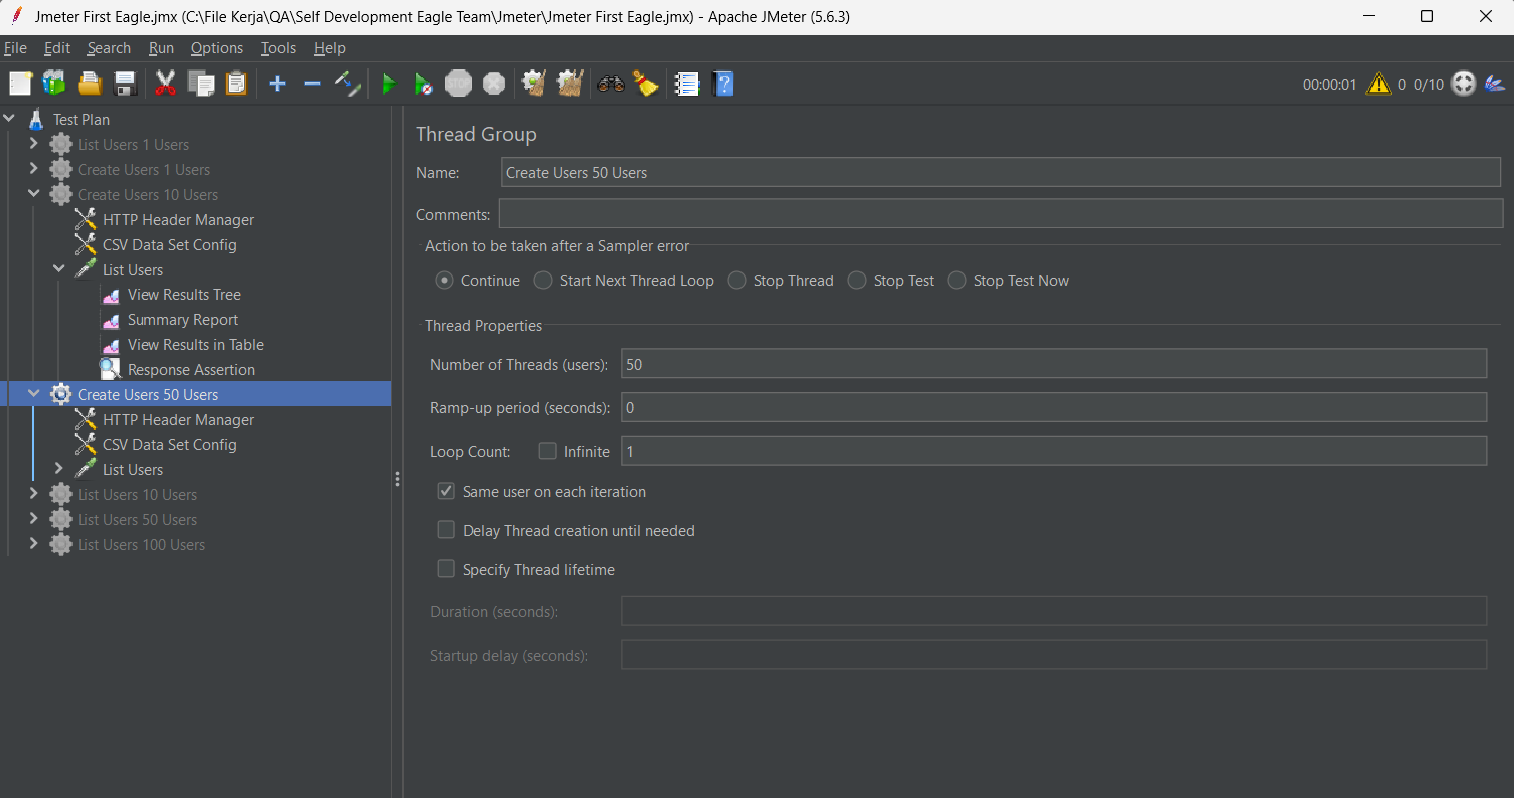 Jmeter First Eagle.jmx (C:\File Kerja\QA\Self Development Eagle Team\Jmeter\Jmeter First Eagle.jmx) - Apache JMeter (5.6.3)
File Edit Search Run Options Tools Help
STOP ? 00:00:01 0 0/10
Test Plan
List Users 1 Users
Create Users 1 Users
Create Users 10 Users
HTTP Header Manager
CSV Data Set Config
List Users
View Results Tree
Summary Report
View Results in Table
Response Assertion
Create Users 50 Users
HTTP Header Manager
CSV Data Set Config
List Users
List Users 10 Users
List Users 50 Users
List Users 100 Users
Thread Group
Name: Create Users 50 Users
Comments:
Action to be taken after a Sampler error
Continue Start Next Thread Loop Stop Thread Stop Test Stop Test Now
Thread Properties
Number of Threads (users): 50
Ramp-up period (seconds): 0
Loop Count: Infinite 1
Same user on each iteration
Delay Thread creation until needed
Specify Thread lifetime
Duration (seconds):
Startup delay (seconds):